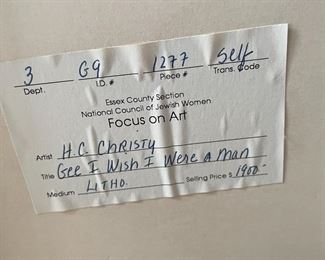 3 G9 1277 Self
Dept. I.D. # Piece # Trans. Code
Essex County Section
National Council of Jewish Women
Focus on Art
Artist H.C. Christy
Title Gee I Wish I Were a Man
Medium LITHO. Selling Price $ 1900-